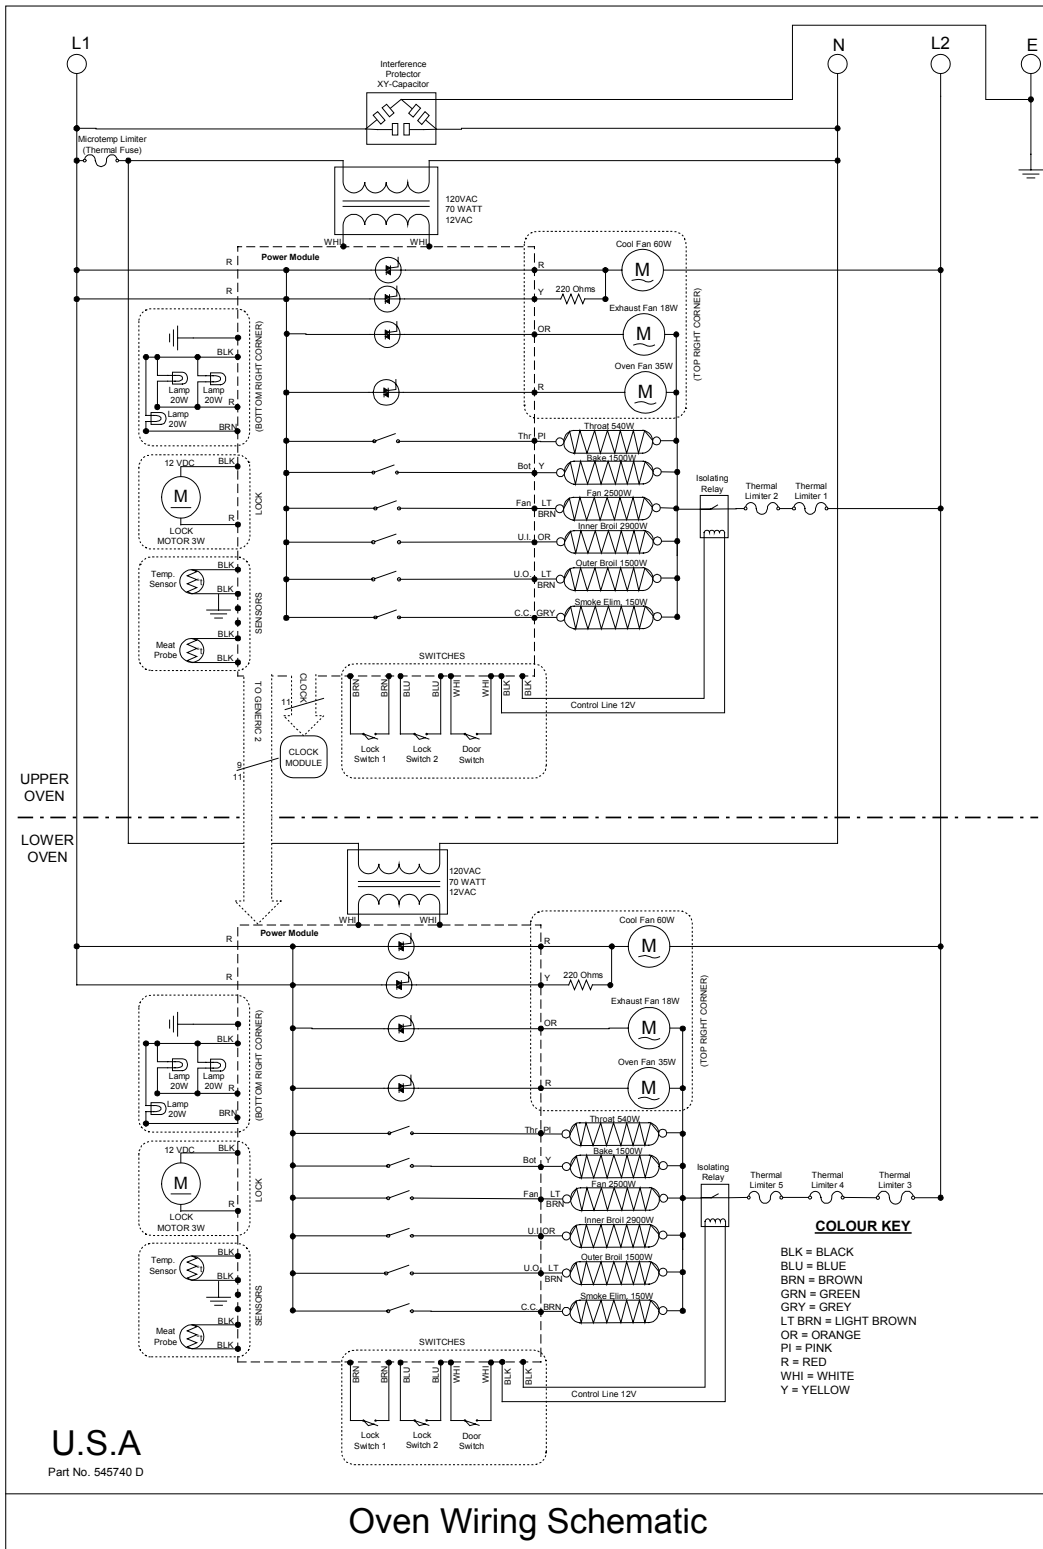 L1
N
L2
E
Interference
Protector
XY-Capacitor
Microtemp Limiter
(Thermal Fuse)
120VAC
70 WATT
12VAC
WHI
WHI
Power Module
R
R
R
Cool Fan 60W
M
Y
220 Ohms
Exhaust Fan 18W
OR
M
Oven Fan 35W
R
M
(TOP RIGHT CORNER)
BLK
Lamp
20W
Lamp
20W
R
Lamp
20W
BRN
(BOTTOM RIGHT CORNER)
12 VDC
BLK
M
R
LOCK
MOTOR 3W
LOCK
Temp.
Sensor
t
BLK
BLK
Meat
Probe
t
BLK
BLK
SENSORS
Thr
PI
Throat 540W
Bot
Y
Bake 1500W
Fan
LT
BRN
Fan 2500W
U.I.
OR
Inner Broil 2900W
U.O.
LT
BRN
Outer Broil 1500W
C.C.
GRY
Smoke Elim. 150W
Isolating
Relay
Thermal
Limiter 2
Thermal
Limiter 1
SWITCHES
BRN
BRN
BLU
BLU
WHI
WHI
BLK
BLK
Control Line 12V
Lock
Switch 1
Lock
Switch 2
Door
Switch
TO GENERIC 2
CLOCK
11
CLOCK
MODULE
9
11
UPPER
OVEN
LOWER
OVEN
120VAC
70 WATT
12VAC
WHI
WHI
Power Module
R
R
R
Cool Fan 60W
M
Y
220 Ohms
Exhaust Fan 18W
OR
M
Oven Fan 35W
R
M
(TOP RIGHT CORNER)
BLK
Lamp
20W
Lamp
20W
R
Lamp
20W
BRN
(BOTTOM RIGHT CORNER)
12 VDC
BLK
M
R
LOCK
MOTOR 3W
LOCK
Temp.
Sensor
t
BLK
BLK
Meat
Probe
t
BLK
BLK
SENSORS
Thr
PI
Throat 540W
Bot
Y
Bake 1500W
Fan
LT
BRN
Fan 2500W
U.I.
OR
Inner Broil 2900W
U.O.
LT
BRN
Outer Broil 1500W
C.C.
BRN
Smoke Elim. 150W
Isolating
Relay
Thermal
Limiter 5
Thermal
Limiter 4
Thermal
Limiter 3
SWITCHES
BRN
BRN
BLU
BLU
WHI
WHI
BLK
BLK
Control Line 12V
Lock
Switch 1
Lock
Switch 2
Door
Switch
COLOUR KEY
BLK = BLACK
BLU = BLUE
BRN = BROWN
GRN = GREEN
GRY = GREY
LT BRN = LIGHT BROWN
OR = ORANGE
PI = PINK
R = RED
WHI = WHITE
Y = YELLOW
U.S.A
Part No. 545740 D
Oven Wiring Schematic